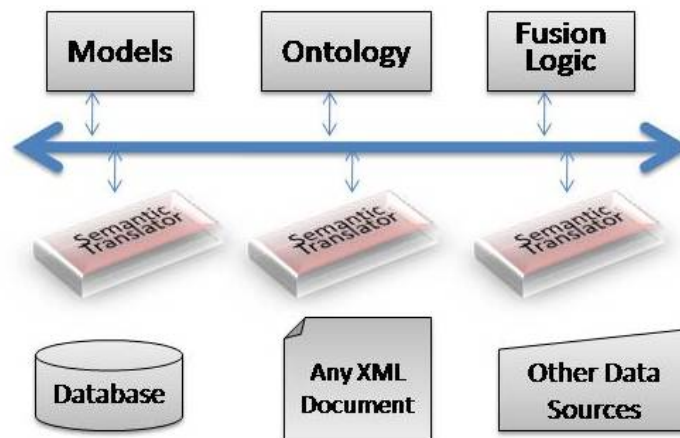 Models
Ontology
Fusion
Logic
Semantic
Translator
Semantic
Translator
Semantic
Translator
Database
Any XML
Document
Other Data
Sources